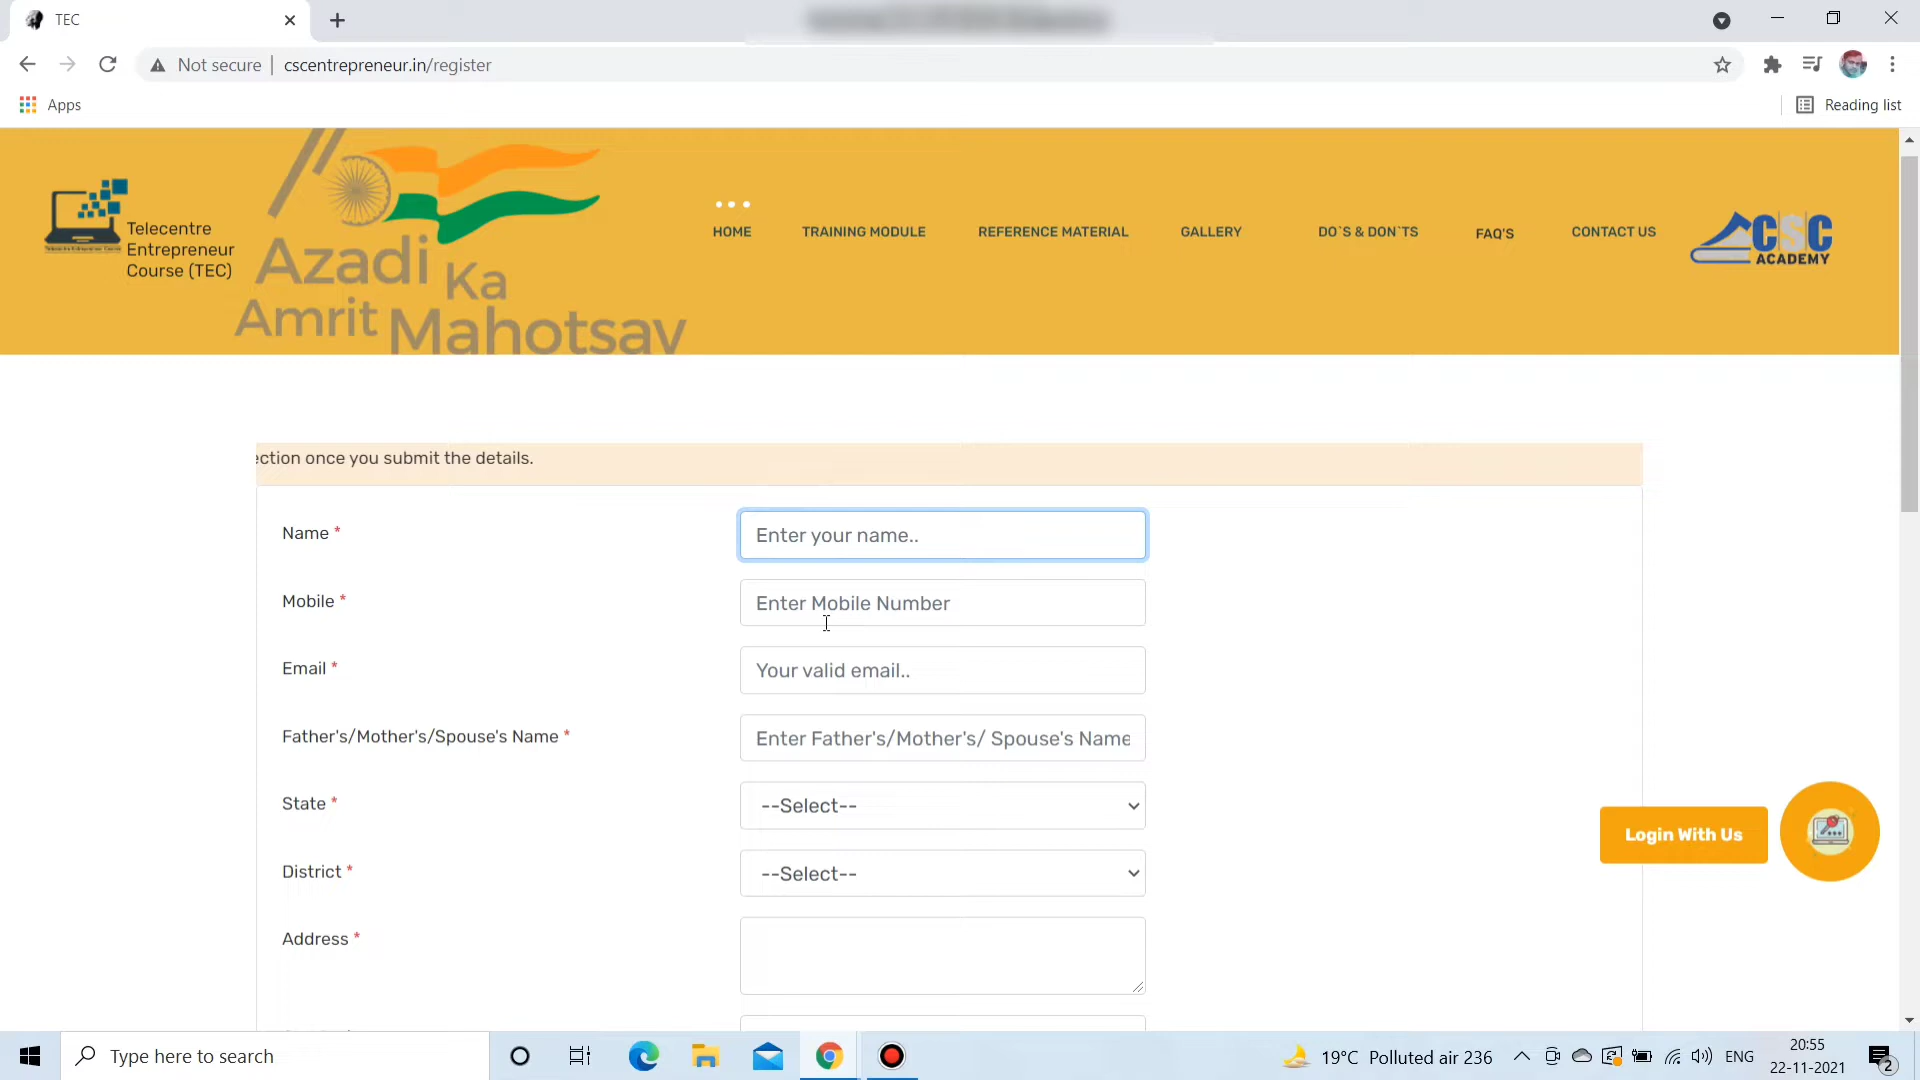 TEC
Not secure
cscentrepreneur.in/register
Apps
Reading list
Telecentre
Entrepreneur
Course (TEC)
Azadi Ka
Amrit Mahotsav
HOME
TRAINING MODULE
REFERENCE MATERIAL
GALLERY
DO`S & DON`TS
FAQ'S
CONTACT US
CSC
ACADEMY
ection once you submit the details.
Name *
Enter your name..
Mobile *
Enter Mobile Number
Email *
Your valid email..
Father's/Mother's/Spouse's Name *
Enter Father's/Mother's/ Spouse's Name
State *
--Select--
District *
--Select--
Address *
Login With Us
Type here to search
19°C Polluted air 236
ENG
20:55
22-11-2021
2